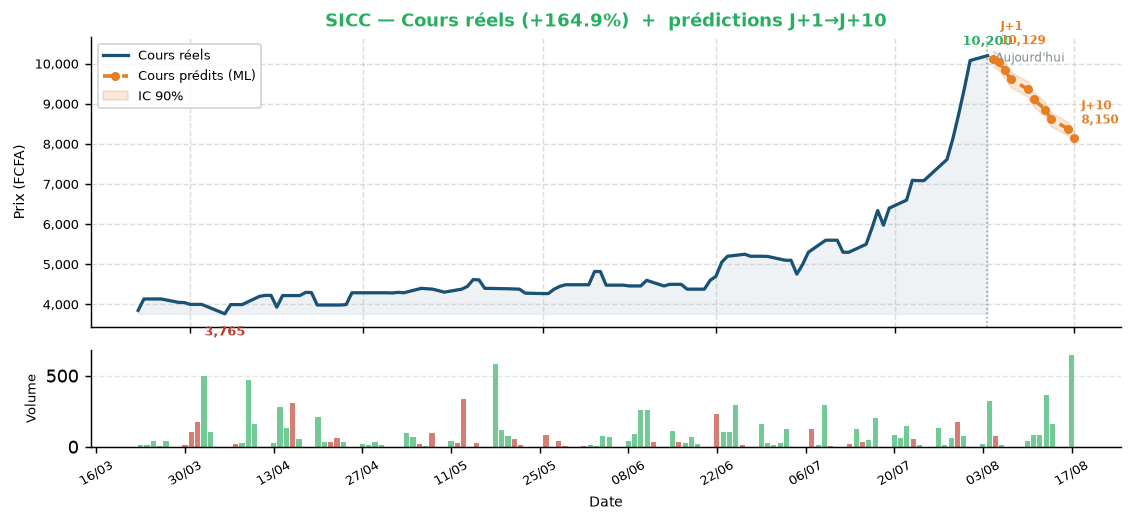 SICC — Cours réels (+164.9%)  +  prédictions J+1→J+10
Cours réels
Cours prédits (ML)
IC 90%
10,200
J+1
10,129
Aujourd'hui
J+10
8,150
3,765
Prix (FCFA)
10,000
9,000
8,000
7,000
6,000
5,000
4,000
Volume
500
0
16/03
30/03
13/04
27/04
11/05
25/05
08/06
22/06
06/07
20/07
03/08
17/08
Date